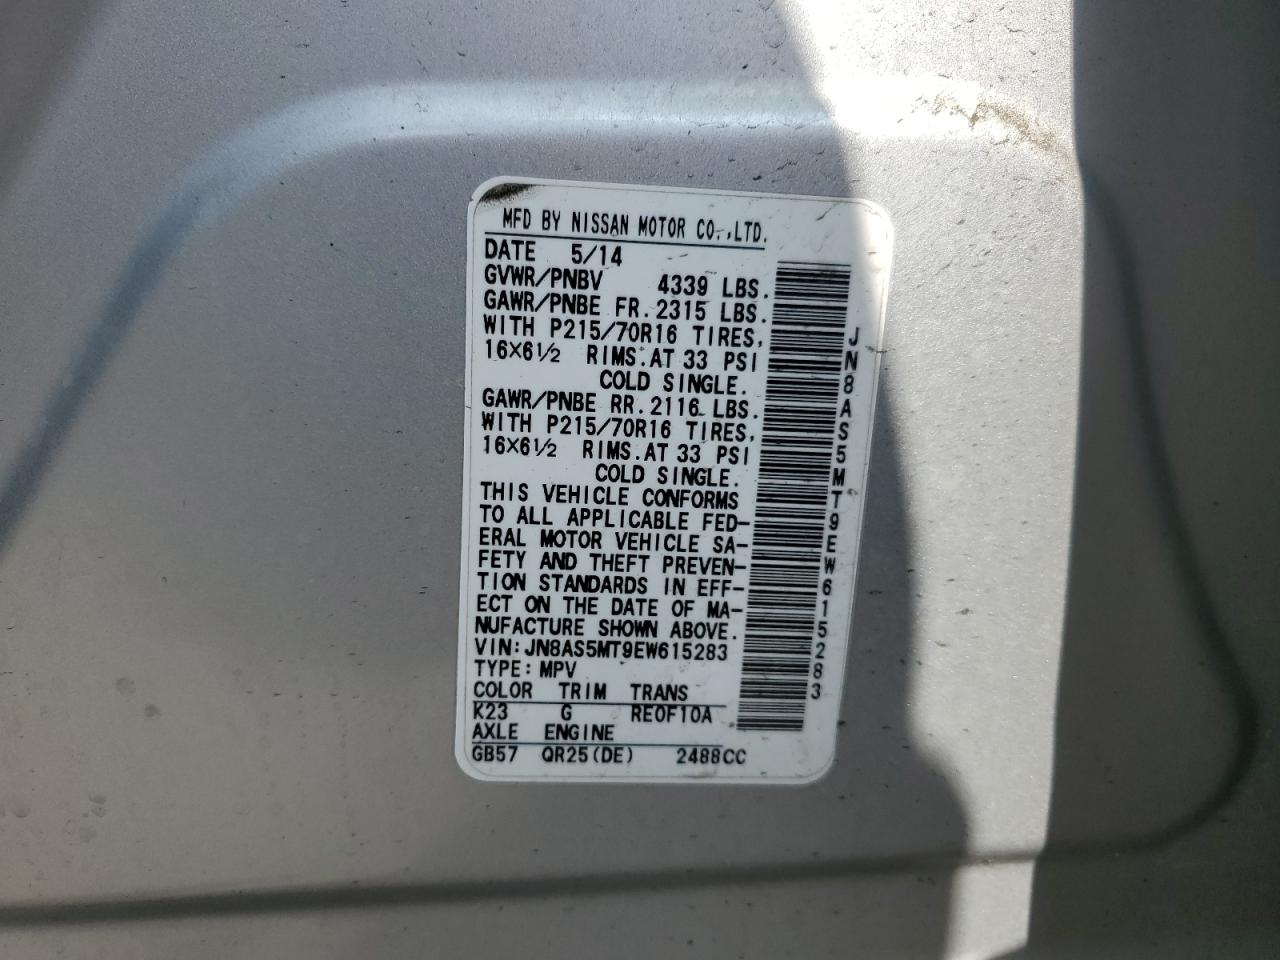 MFD BY NISSAN MOTOR CO.,LTD.
DATE 5/14
GVWR/PNBV 4339 LBS.
GAWR/PNBE FR.2315 LBS.
WITH P215/70R16 TIRES,
16×6½ RIMS.AT 33 PSI
COLD SINGLE.
GAWR/PNBE RR.2116 LBS.
WITH P215/70R16 TIRES,
16×6½ RIMS.AT 33 PSI
COLD SINGLE.
THIS VEHICLE CONFORMS
TO ALL APPLICABLE FED-
ERAL MOTOR VEHICLE SA-
FETY AND THEFT PREVEN-
TION STANDARDS IN EFF-
ECT ON THE DATE OF MA-
NUFACTURE SHOWN ABOVE.
VIN:JN8AS5MT9EW615283
TYPE:MPV
COLOR TRIM TRANS
K23 G RE0F10A
AXLE ENGINE
GB57 QR25(DE) 2488CC
JN8AS5MT9EW615283